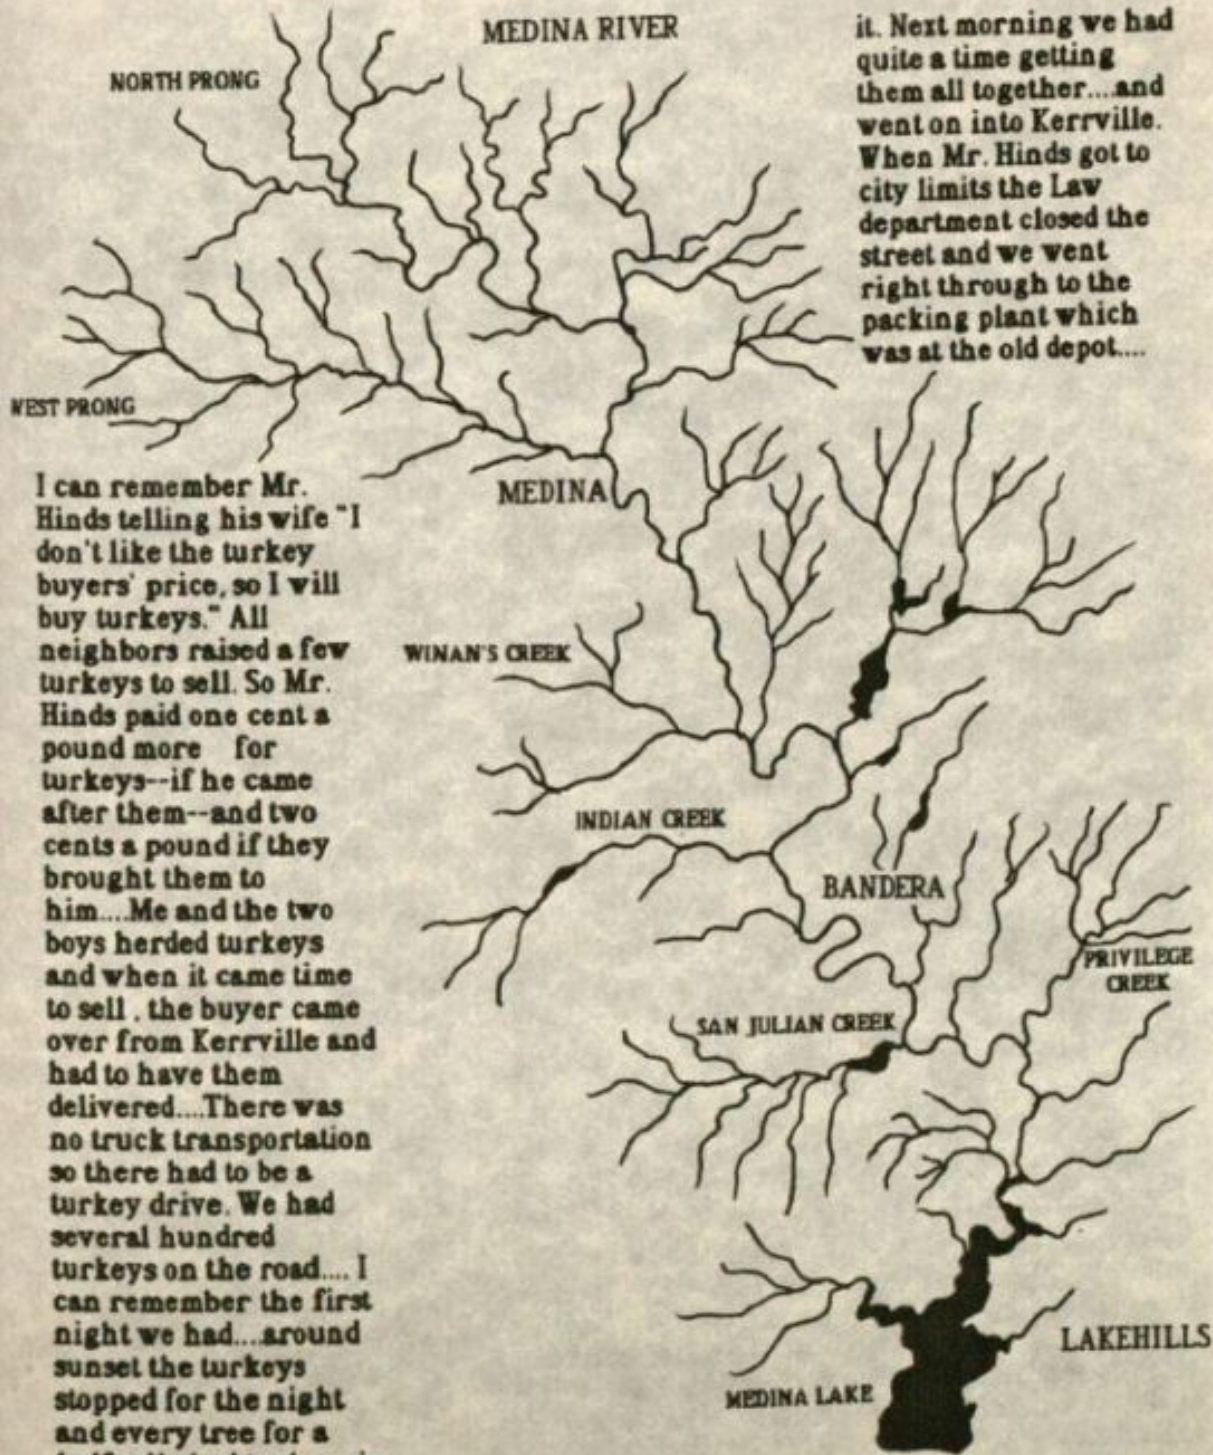 MEDINA RIVER
NORTH PRONG
WEST PRONG
I can remember Mr.
Hinds telling his wife "I
don't like the turkey
buyers' price, so I will
buy turkeys." All
neighbors raised a few
turkeys to sell. So Mr.
Hinds paid one cent a
pound more for
turkeys--if he came
after them--and two
cents a pound if they
brought them to
him....Me and the two
boys herded turkeys
and when it came time
to sell, the buyer came
over from Kerrville and
had to have them
delivered....There was
no truck transportation
so there had to be a
turkey drive. We had
several hundred
turkeys on the road.... I
can remember the first
night we had....around
sunset the turkeys
stopped for the night
and every tree for a
it. Next morning we had
quite a time getting
them all together....and
went on into Kerrville.
When Mr. Hinds got to
city limits the Law
department closed the
street and we went
right through to the
packing plant which
was at the old depot....
MEDINA
WINAN'S CREEK
INDIAN CREEK
BANDERA
PRIVILEGE
CREEK
SAN JULIAN CREEK
LAKEHILLS
MEDINA LAKE